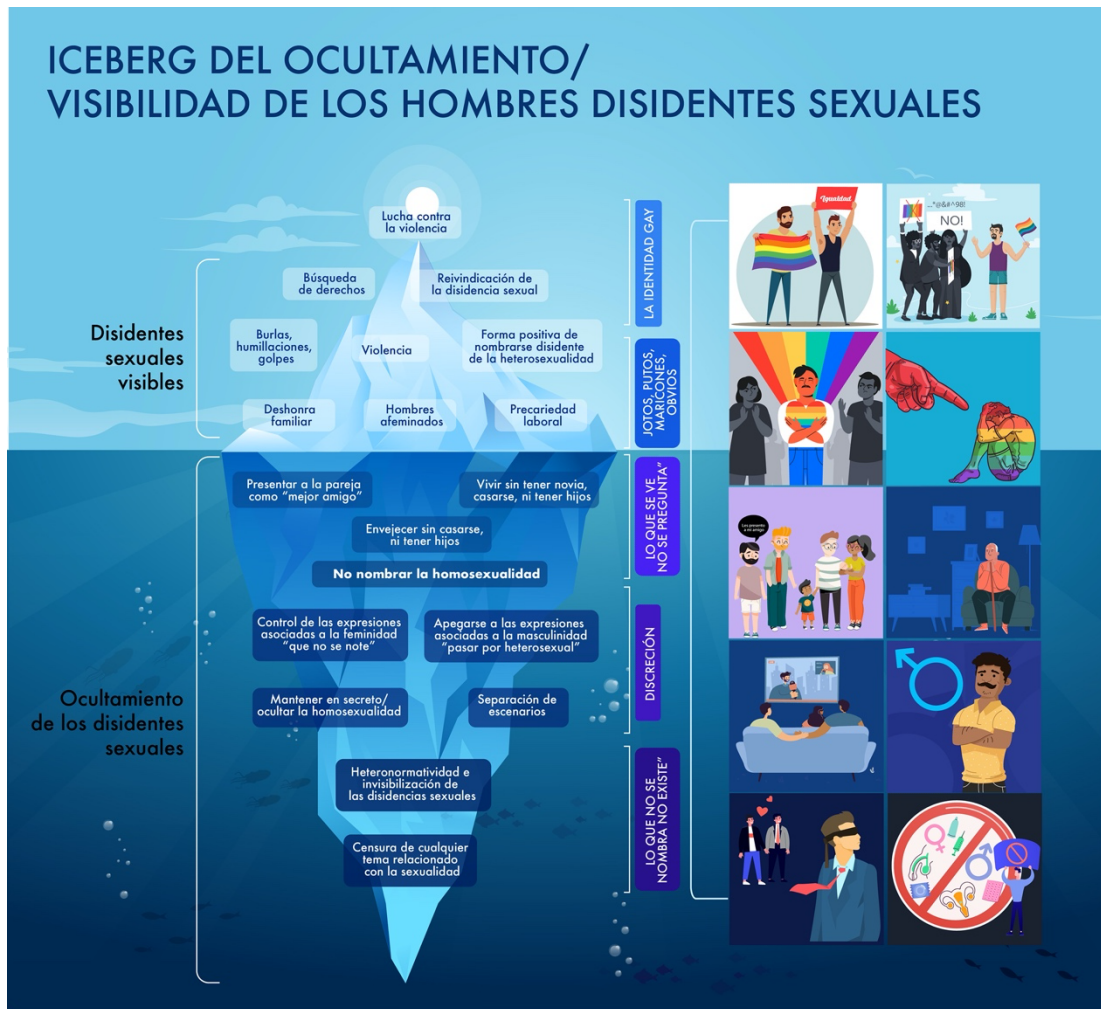 ICEBERG DEL OCULTAMIENTO/
VISIBILIDAD DE LOS HOMBRES DISIDENTES SEXUALES
Lucha contra
la violencia
Búsqueda
de derechos
Reivindicación de
la disidencia sexual
Disidentes
sexuales
visibles
Burlas,
humillaciones,
golpes
Violencia
Forma positiva de
nombrarse disidente
de la heterosexualidad
Deshonra
familiar
Hombres
afeminados
Precariedad
laboral
Presentar a la pareja
como “mejor amigo”
Vivir sin tener novia,
casarse, ni tener hijos
Envejecer sin casarse,
ni tener hijos
No nombrar la homosexualidad
Control de las expresiones
asociadas a la feminidad
“que no se note”
Apegarse a las expresiones
asociadas a la masculinidad
“pasar por heterosexual”
Ocultamiento
de los disidentes
sexuales
Mantener en secreto/
ocultar la homosexualidad
Separación de
escenarios
Heteronormatividad e
invisibilización de
las disidencias sexuales
Censura de cualquier
tema relacionado
con la sexualidad
LA IDENTIDAD GAY
JOTOS, PUTOS,
MARICONES,
OBVIOS
LO QUE SE VE
NO SE PREGUNTA”
DISCRECIÓN
LO QUE NO SE
NOMBRA NO EXISTE”
Igualdad
...*@&#^9B!
NO!
Les presento
a mi amigo